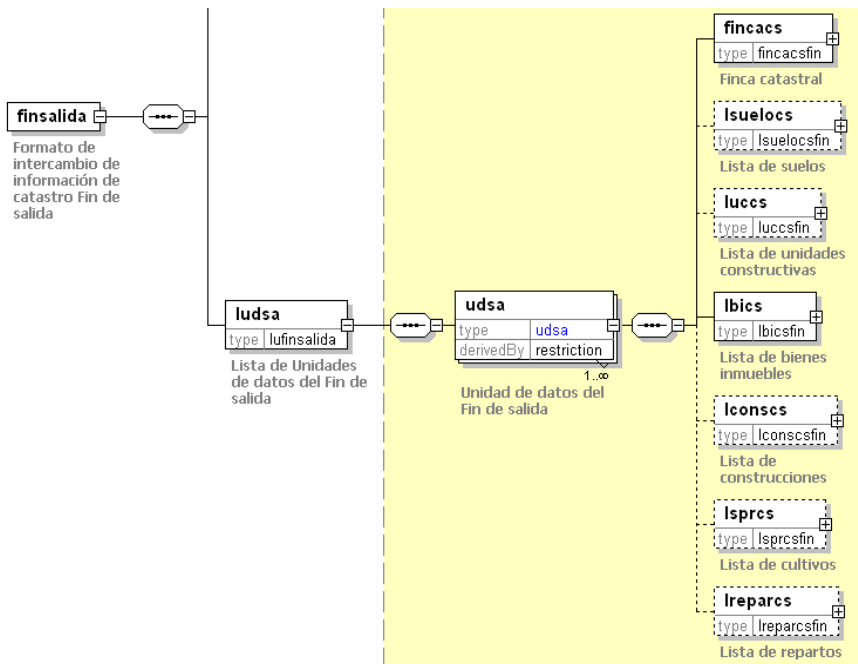 finsalida
Formato de
intercambio de
información de
catastro Fin de
salida
ludsa
type lufinsalida
Lista de Unidades
de datos del Fin de
salida
udsa
type udsa
derivedBy restriction
1..∞
Unidad de datos del
Fin de salida
fincacs
type fincacsfin
Finca catastral
lsuelocs
type lsuelocsfin
Lista de suelos
luccs
type luccsfin
Lista de unidades
constructivas
lbics
type lbicsfin
Lista de bienes
inmuebles
lconscs
type lconscsfin
Lista de
construcciones
lsprcs
type lsprcsfin
Lista de cultivos
lreparcs
type lreparcsfin
Lista de repartos